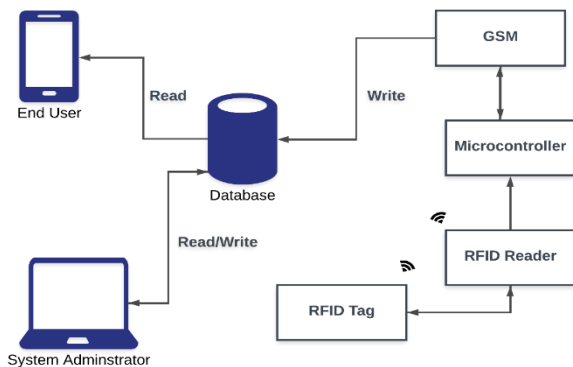 GSM
Read
Write
End User
Microcontroller
Database
Read/Write
RFID Reader
RFID Tag
System Adminstrator